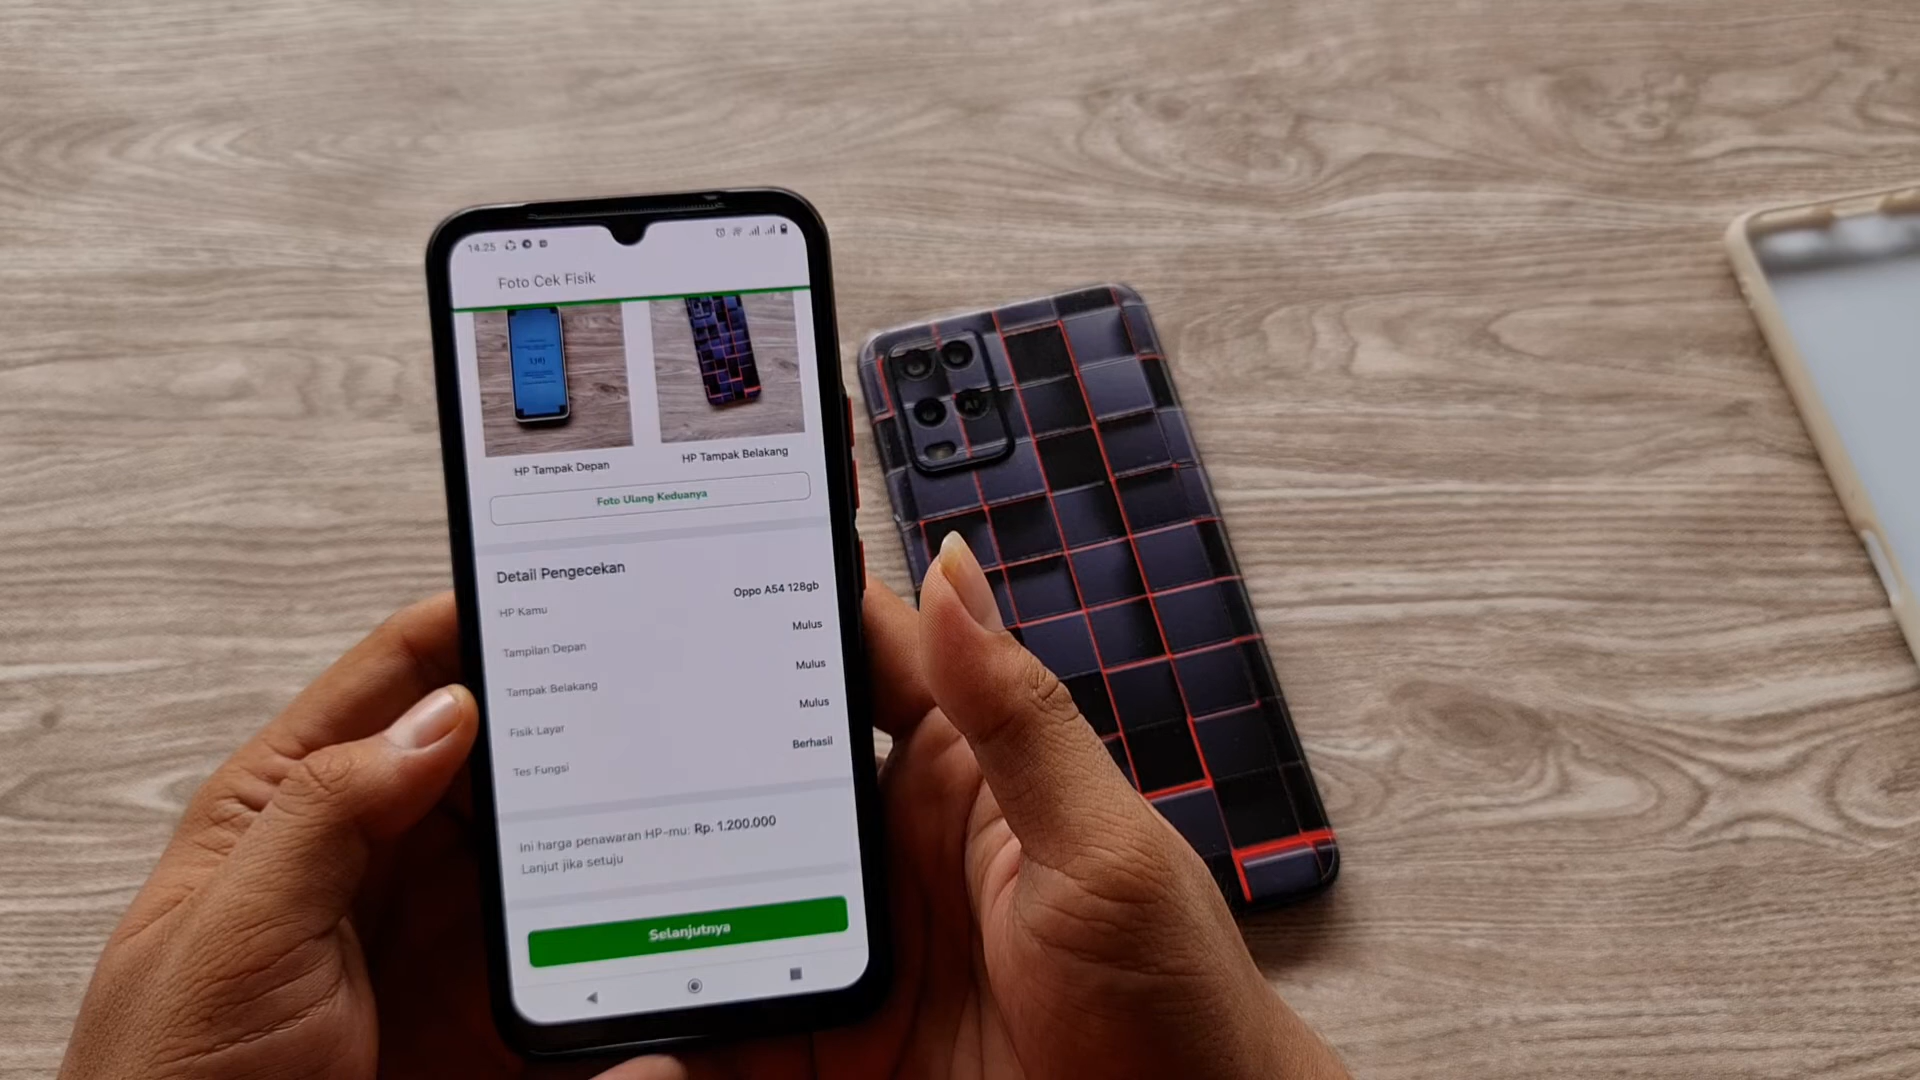 14.25
Foto Cek Fisik
HP Tampak Depan
HP Tampak Belakang
Foto Ulang Keduanya
Detail Pengecekan
HP Kamu
Oppo A54 128gb
Tampilan Depan
Mulus
Tampak Belakang
Mulus
Fisik Layar
Mulus
Tes Fungsi
Berhasil
Ini harga penawaran HP-mu: Rp. 1.200.000
Lanjut jika setuju
Selanjutnya
AI